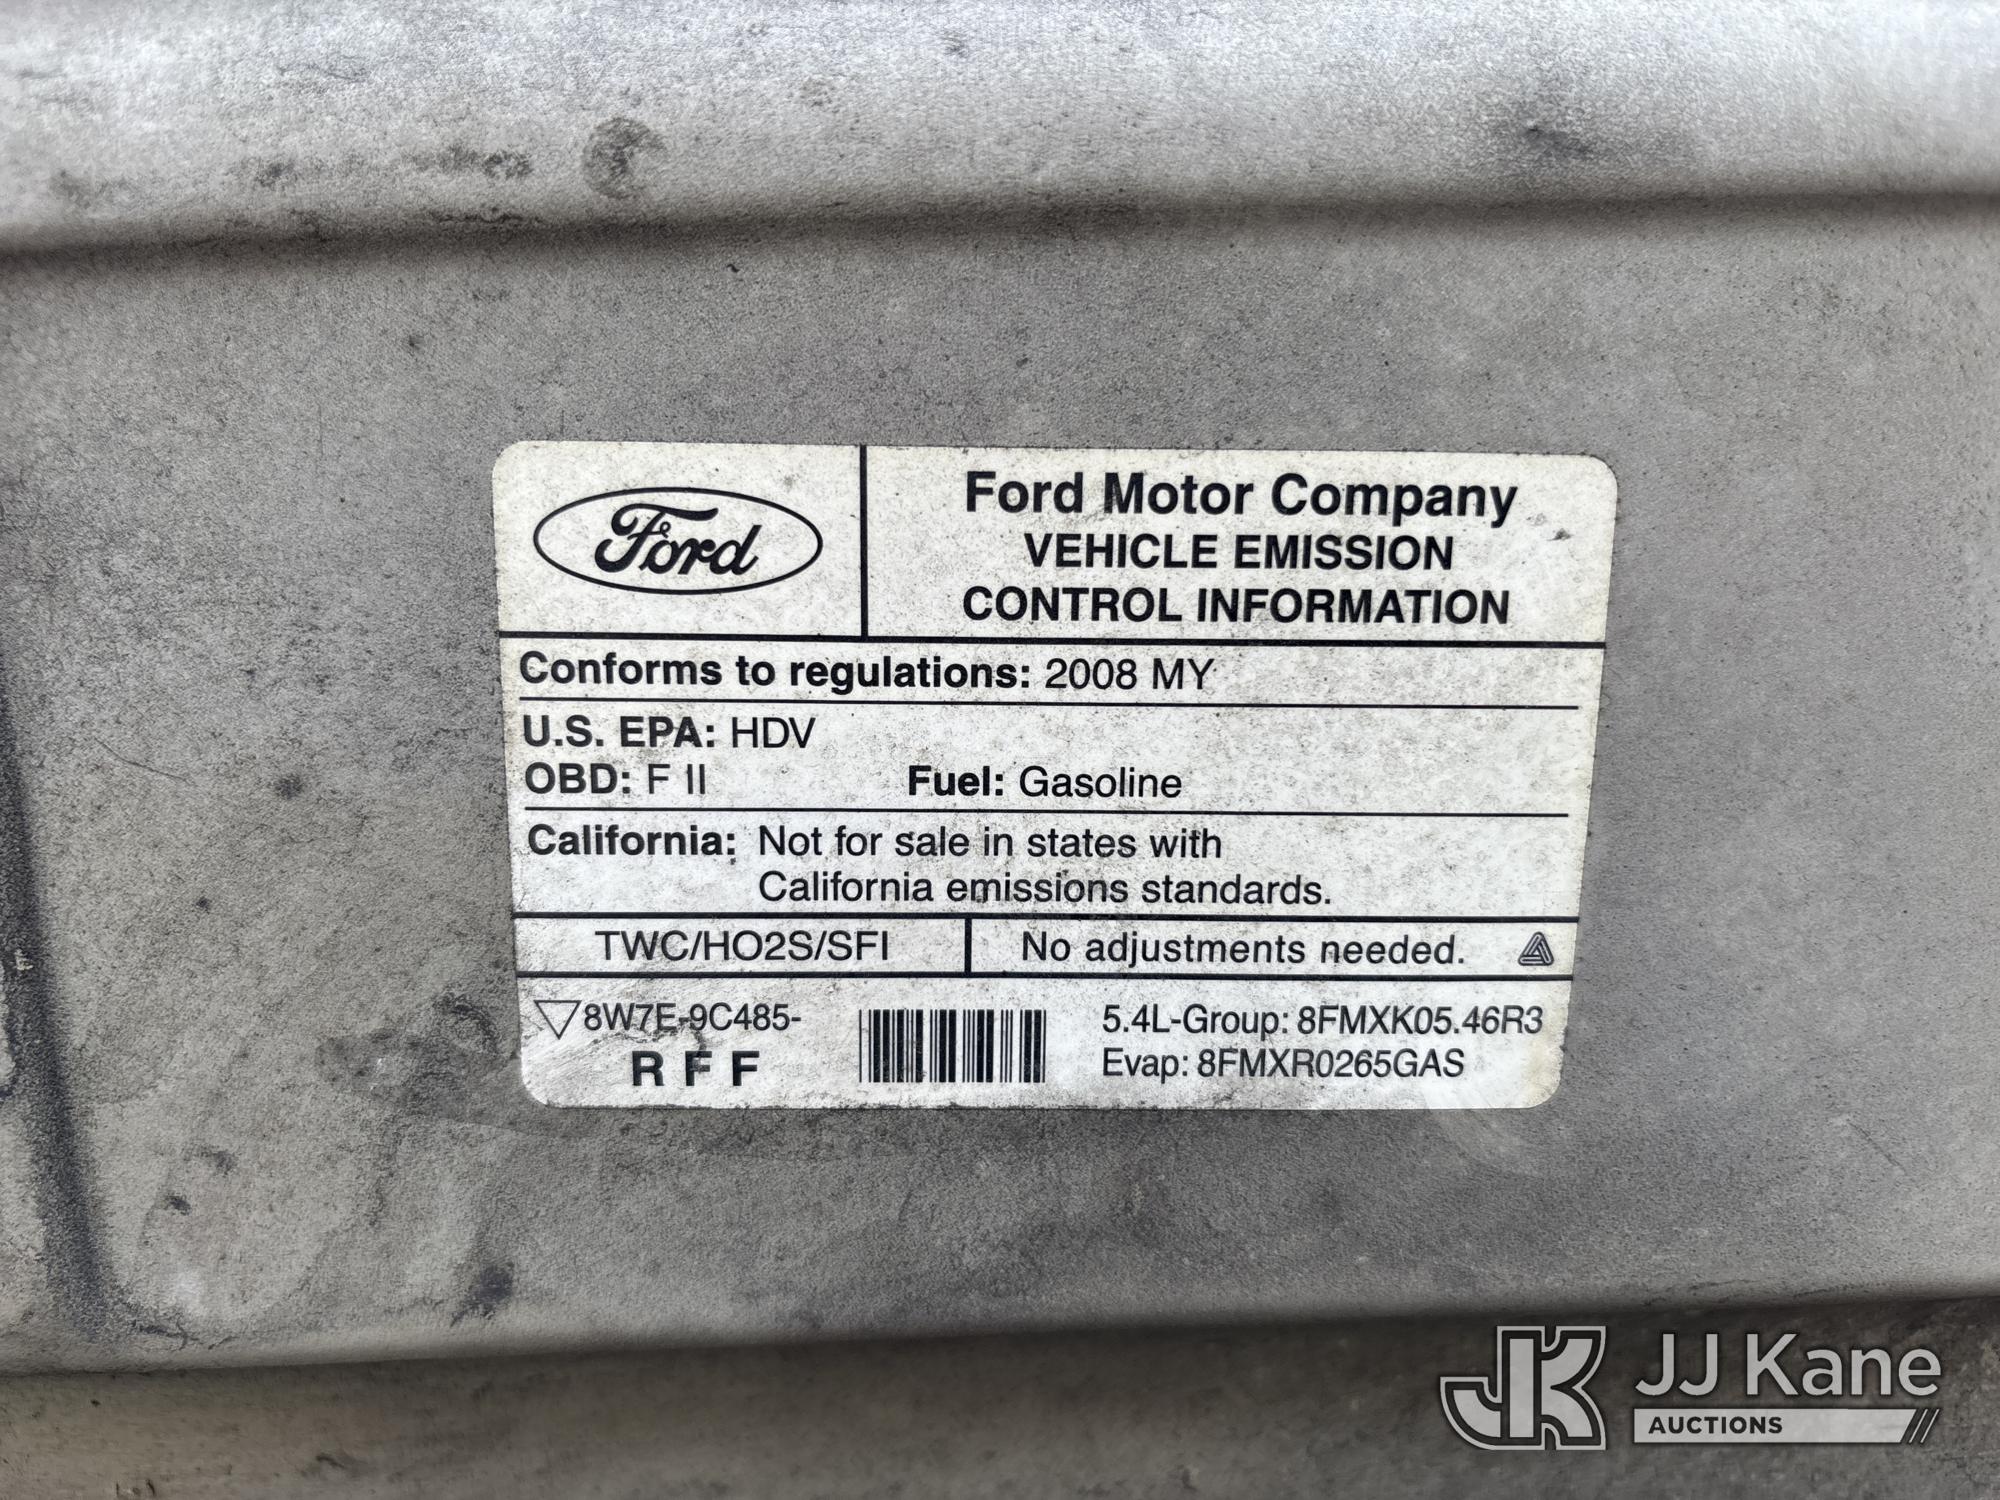 Ford
Ford Motor Company
VEHICLE EMISSION
CONTROL INFORMATION
Conforms to regulations: 2008 MY
U.S. EPA: HDV
OBD: F II Fuel: Gasoline
California: Not for sale in states with
California emissions standards.
TWC/HO2S/SFI No adjustments needed.
8W7E-9C485-
R F F
5.4L-Group: 8FMXK05.46R3
Evap: 8FMXR0265GAS
JK JJ Kane
AUCTIONS